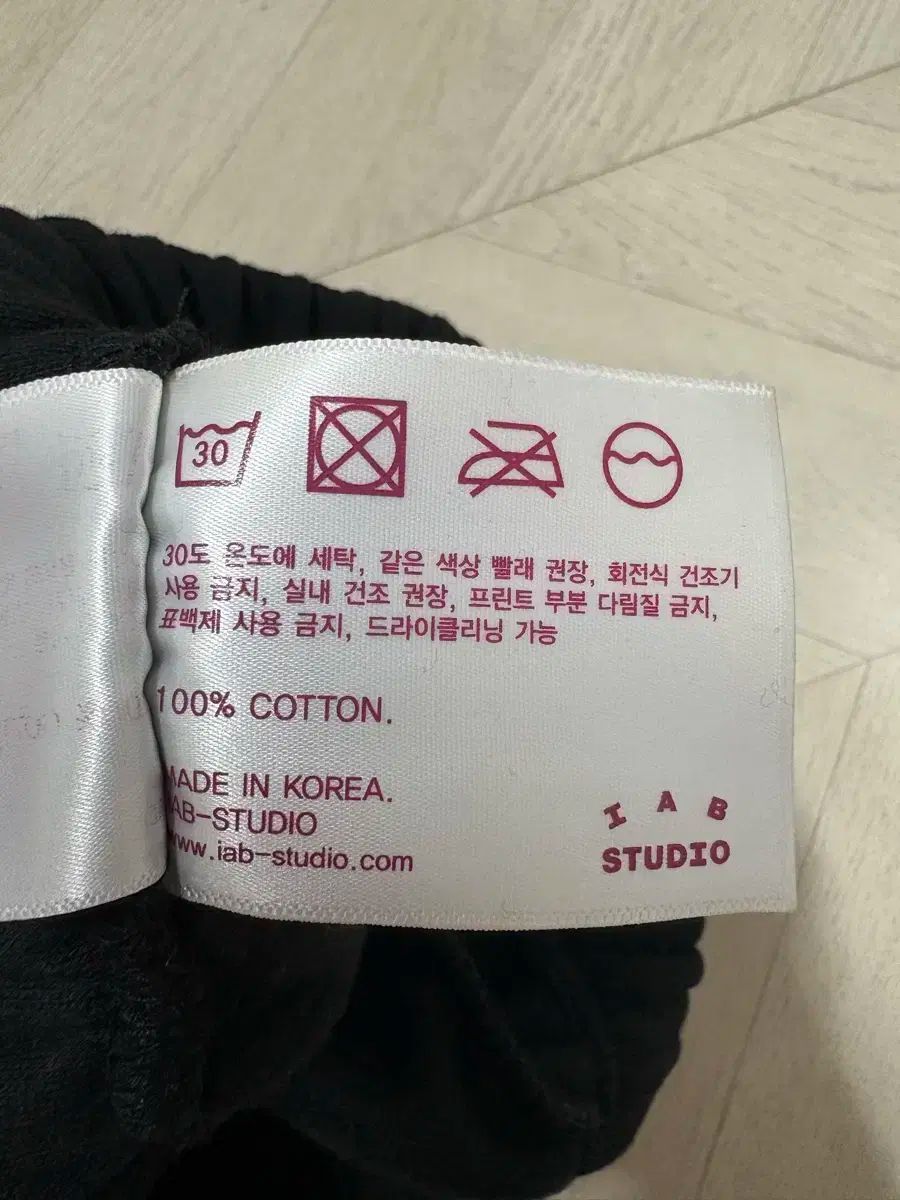 30
30도 온도에 세탁, 같은 색상 빨래 권장, 회전식 건조기
사용 금지, 실내 건조 권장, 프린트 부분 다림질 금지,
표백제 사용 금지, 드라이클리닝 가능
100% COTTON.
MADE IN KOREA.
IAB-STUDIO
www.iab-studio.com
IAB
STUDIO